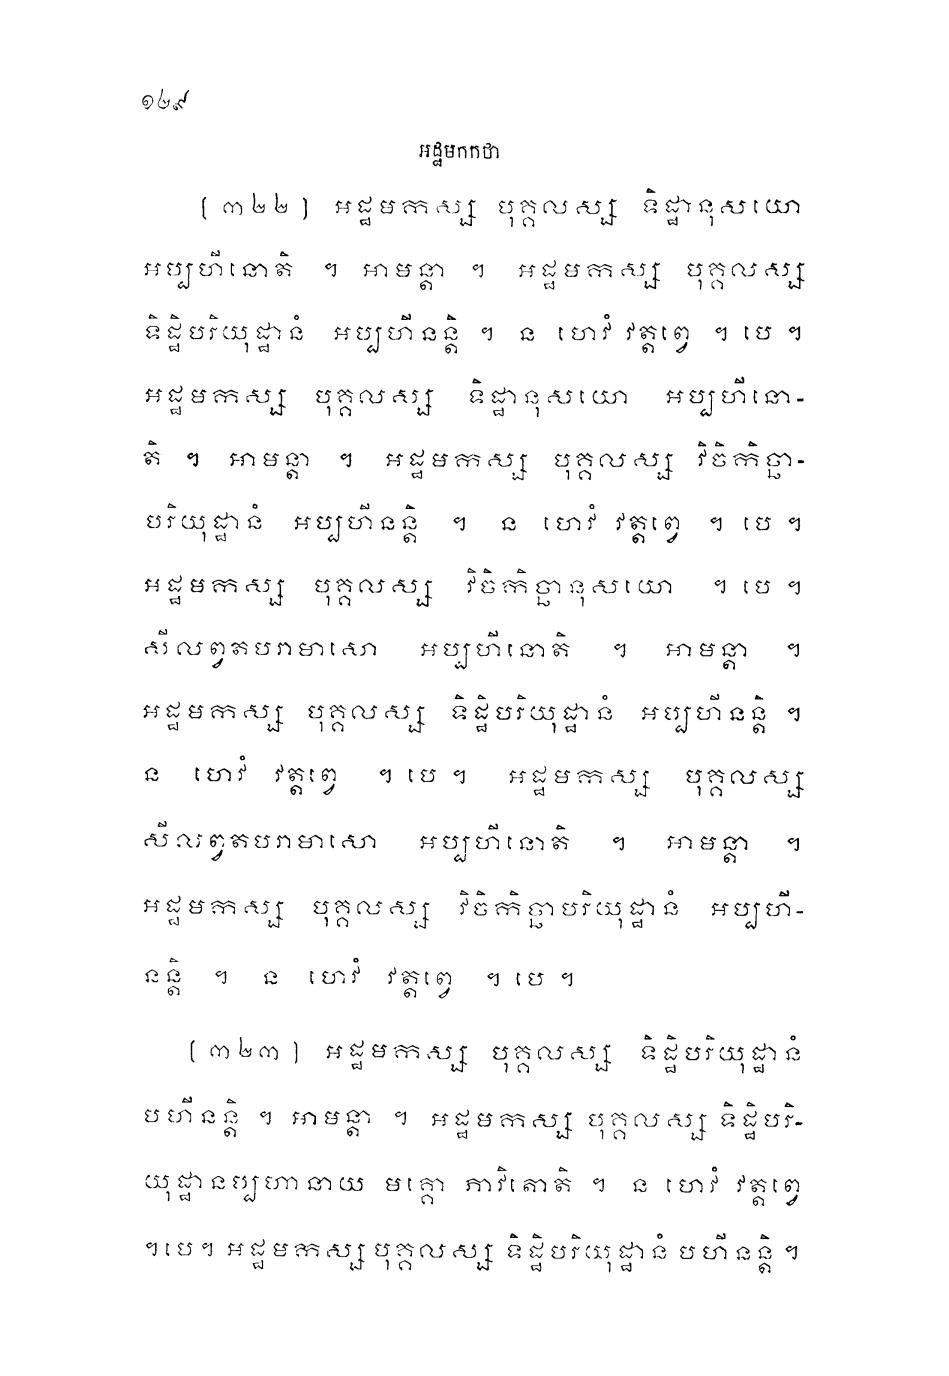 ១២៩
អដ្ឋមកកថា
(៣២២) អដ្ឋមកស្ស បុគ្គលស្ស ទិដ្ឋានុសយោ
អប្បហីនោតិ ។ អាមន្តា ។ អដ្ឋមកស្ស បុគ្គលស្ស
ទិដ្ឋិបរិយុដ្ឋានំ អប្បហីនន្តិ ។ ន ហេវំ វត្តព្វេ ។ បេ ។
អដ្ឋមកស្ស បុគ្គលស្ស ទិដ្ឋានុសយោ អប្បហីនោ-
តិ ។ អាមន្តា ។ អដ្ឋមកស្ស បុគ្គលស្ស វិចិកិច្ឆា-
បរិយុដ្ឋានំ អប្បហីនន្តិ ។ ន ហេវំ វត្តព្វេ ។ បេ ។
អដ្ឋមកស្ស បុគ្គលស្ស វិចិកិច្ឆានុសយោ ។ បេ ។
សីលព្វតបរាមាសោ អប្បហីនោតិ ។ អាមន្តា ។
អដ្ឋមកស្ស បុគ្គលស្ស ទិដ្ឋិបរិយុដ្ឋានំ អប្បហីនន្តិ ។
ន ហេវំ វត្តព្វេ ។ បេ ។ អដ្ឋមកស្ស បុគ្គលស្ស
សីលព្វតបរាមាសោ អប្បហីនោតិ ។ អាមន្តា ។
អដ្ឋមកស្ស បុគ្គលស្ស វិចិកិច្ឆាបរិយុដ្ឋានំ អប្បហី-
នន្តិ ។ ន ហេវំ វត្តព្វេ ។ បេ ។
(៣២៣) អដ្ឋមកស្ស បុគ្គលស្ស ទិដ្ឋិបរិយុដ្ឋានំ
បហីនន្តិ ។ អាមន្តា ។ អដ្ឋមកស្ស បុគ្គលស្ស ទិដ្ឋិបរិ-
យុដ្ឋានប្បហានាយ មគ្គោ ភាវិតោតិ ។ ន ហេវំ វត្តព្វេ
។បេ។ អដ្ឋមកស្ស បុគ្គលស្ស ទិដ្ឋិបរិយុដ្ឋានំ បហីនន្តិ ។